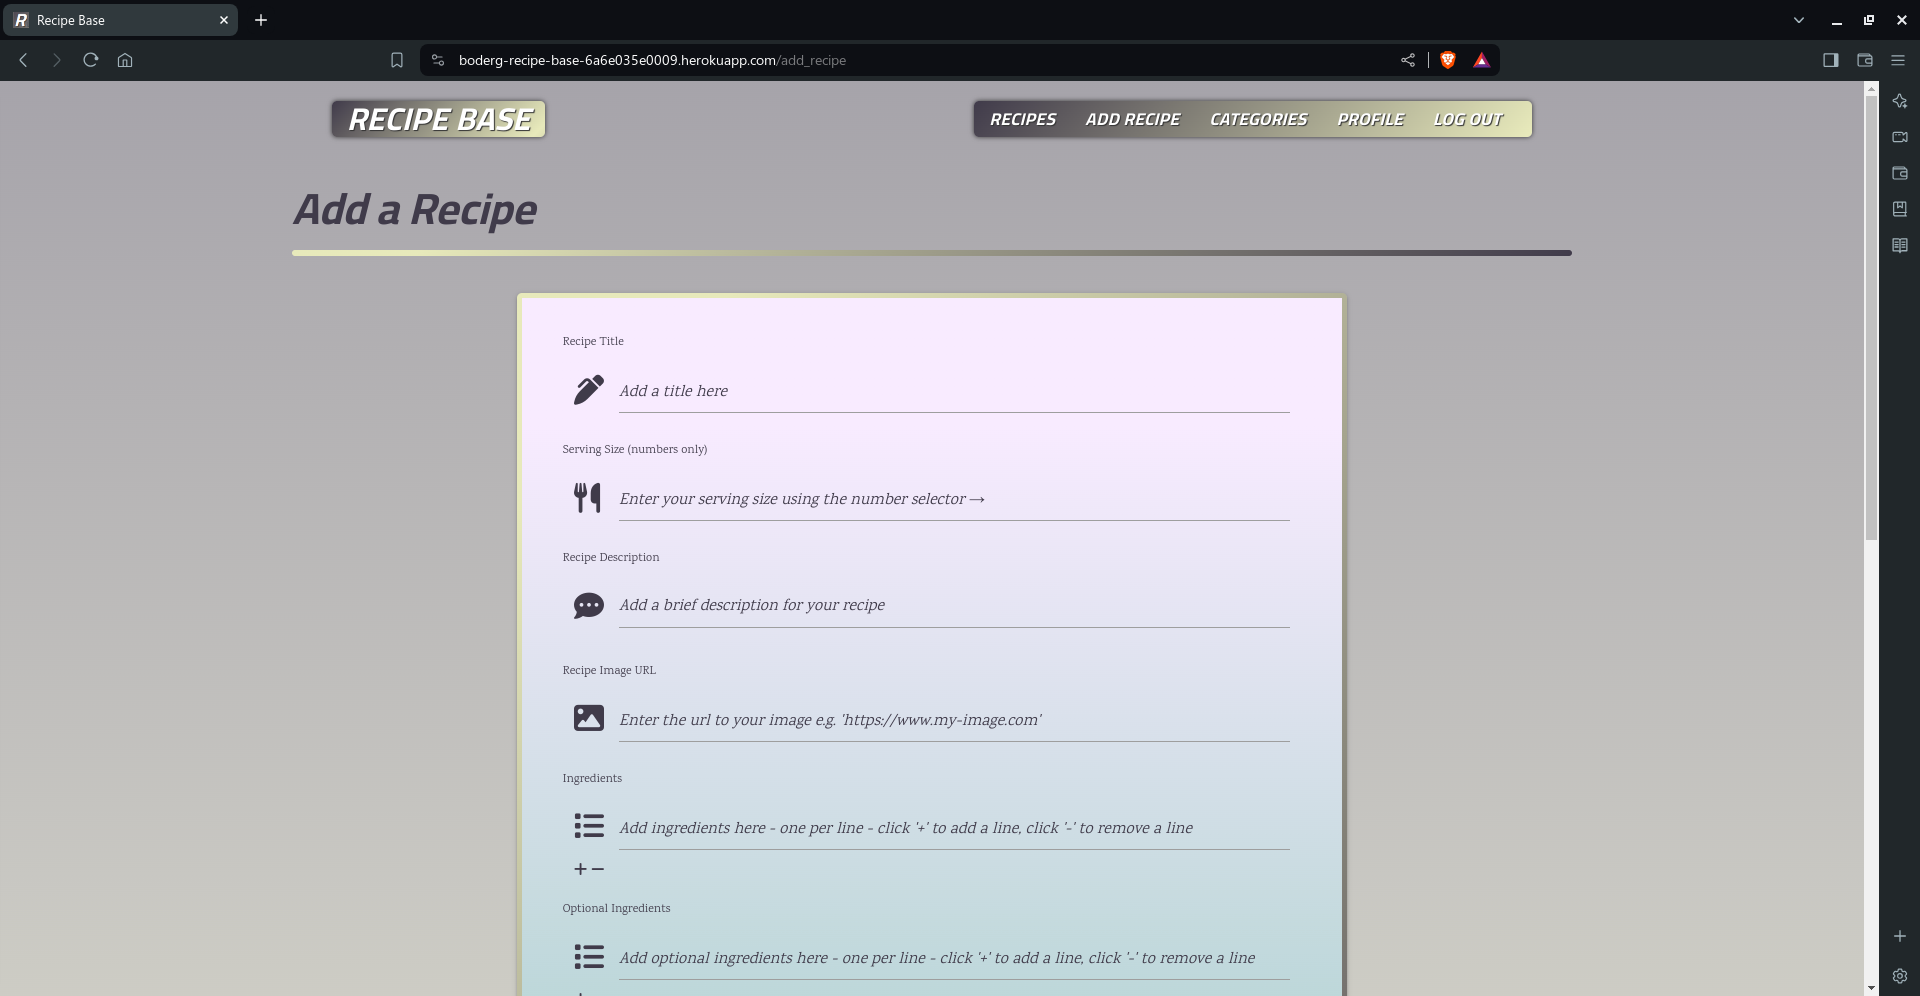 Recipe Base
boderg-recipe-base-6a6e035e0009.herokuapp.com/add_recipe
RECIPE BASE
RECIPES ADD RECIPE CATEGORIES PROFILE LOG OUT
Add a Recipe
Recipe Title
Add a title here
Serving Size (numbers only)
Enter your serving size using the number selector →
Recipe Description
Add a brief description for your recipe
Recipe Image URL
Enter the url to your image e.g. 'https://www.my-image.com'
Ingredients
Add ingredients here - one per line - click '+' to add a line, click '-' to remove a line
Optional Ingredients
Add optional ingredients here - one per line - click '+' to add a line, click '-' to remove a line